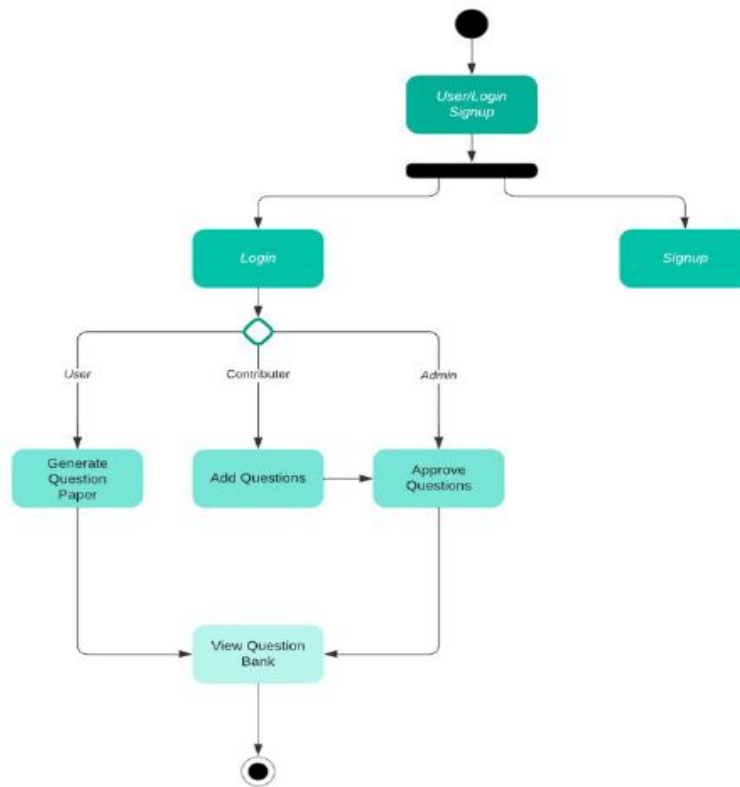 User/Login
Signup
Login
Signup
User
Contributer
Admin
Generate
Question
Paper
Add Questions
Approve
Questions
View Question
Bank